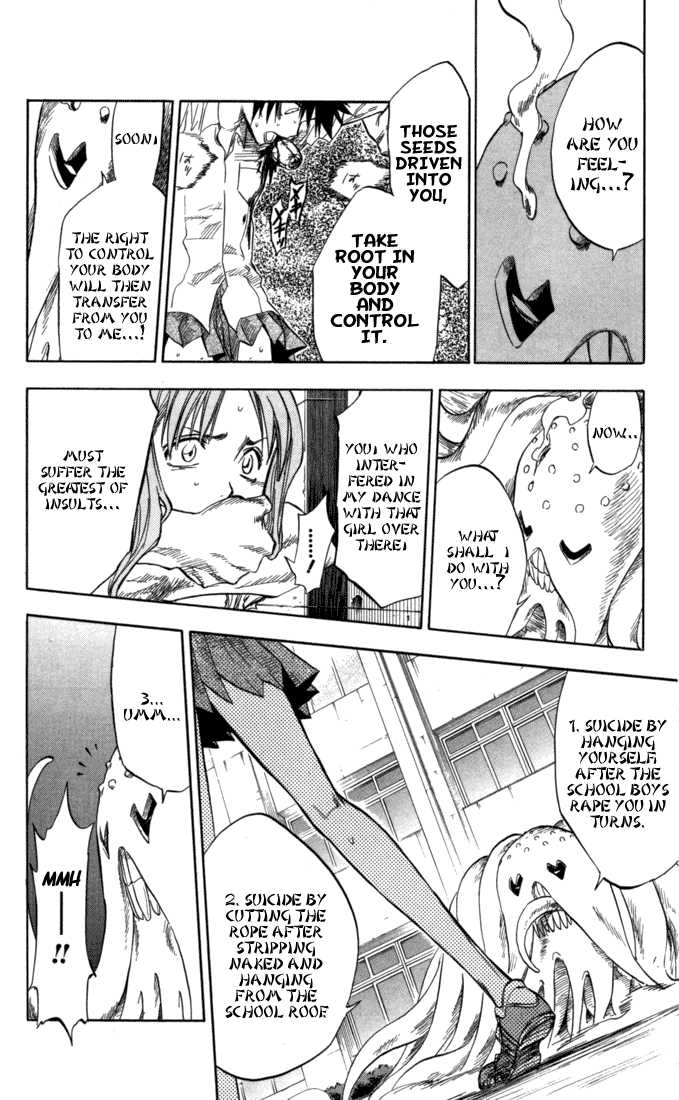 HOW
ARE YOU
FEEL-
ING...?
THOSE
SEEDS
DRIVEN
INTO
YOU,
TAKE
ROOT IN
YOUR
BODY
AND
CONTROL
IT.
SOON!
THE RIGHT
TO CONTROL
YOUR BODY
WILL THEN
TRANSFER
FROM YOU
TO ME...!
NOW..
WHAT
SHALL I
DO WITH
YOU...?
YOU! WHO
INTER-
FERED IN
MY DANCE
WITH THAT
GIRL OVER
THERE!
......!
MUST
SUFFER THE
GREATEST OF
INSULTS...
1. SUICIDE BY
HANGING
YOURSELF
AFTER THE
SCHOOL BOYS
RAPE YOU IN
TURNS.
2. SUICIDE BY
CUTTING THE
ROPE AFTER
STRIPPING
NAKED AND
HANGING
FROM THE
SCHOOL ROOF
3...
UMM...
MMH
—
!!